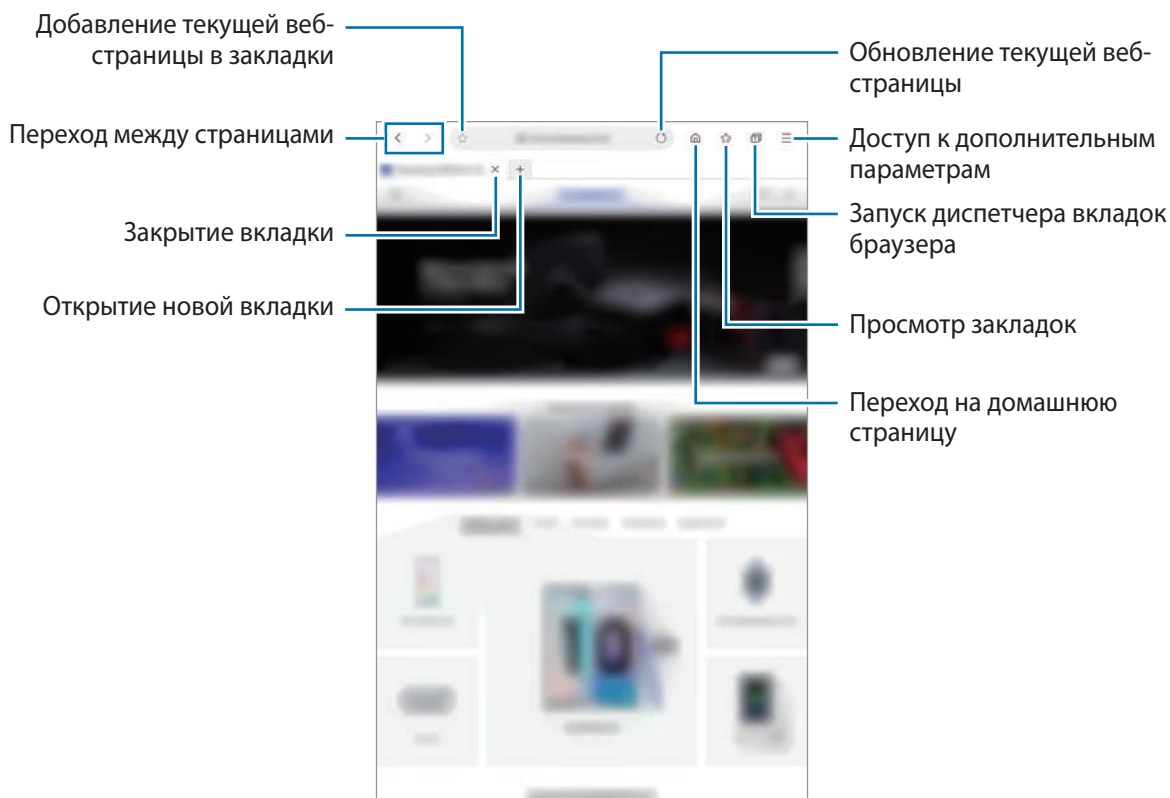 Добавление текущей веб-
страницы в закладки
Переход между страницами
Закрытие вкладки
Открытие новой вкладки
Обновление текущей веб-
страницы
Доступ к дополнительным
параметрам
Запуск диспетчера вкладок
браузера
Просмотр закладок
Переход на домашнюю
страницу